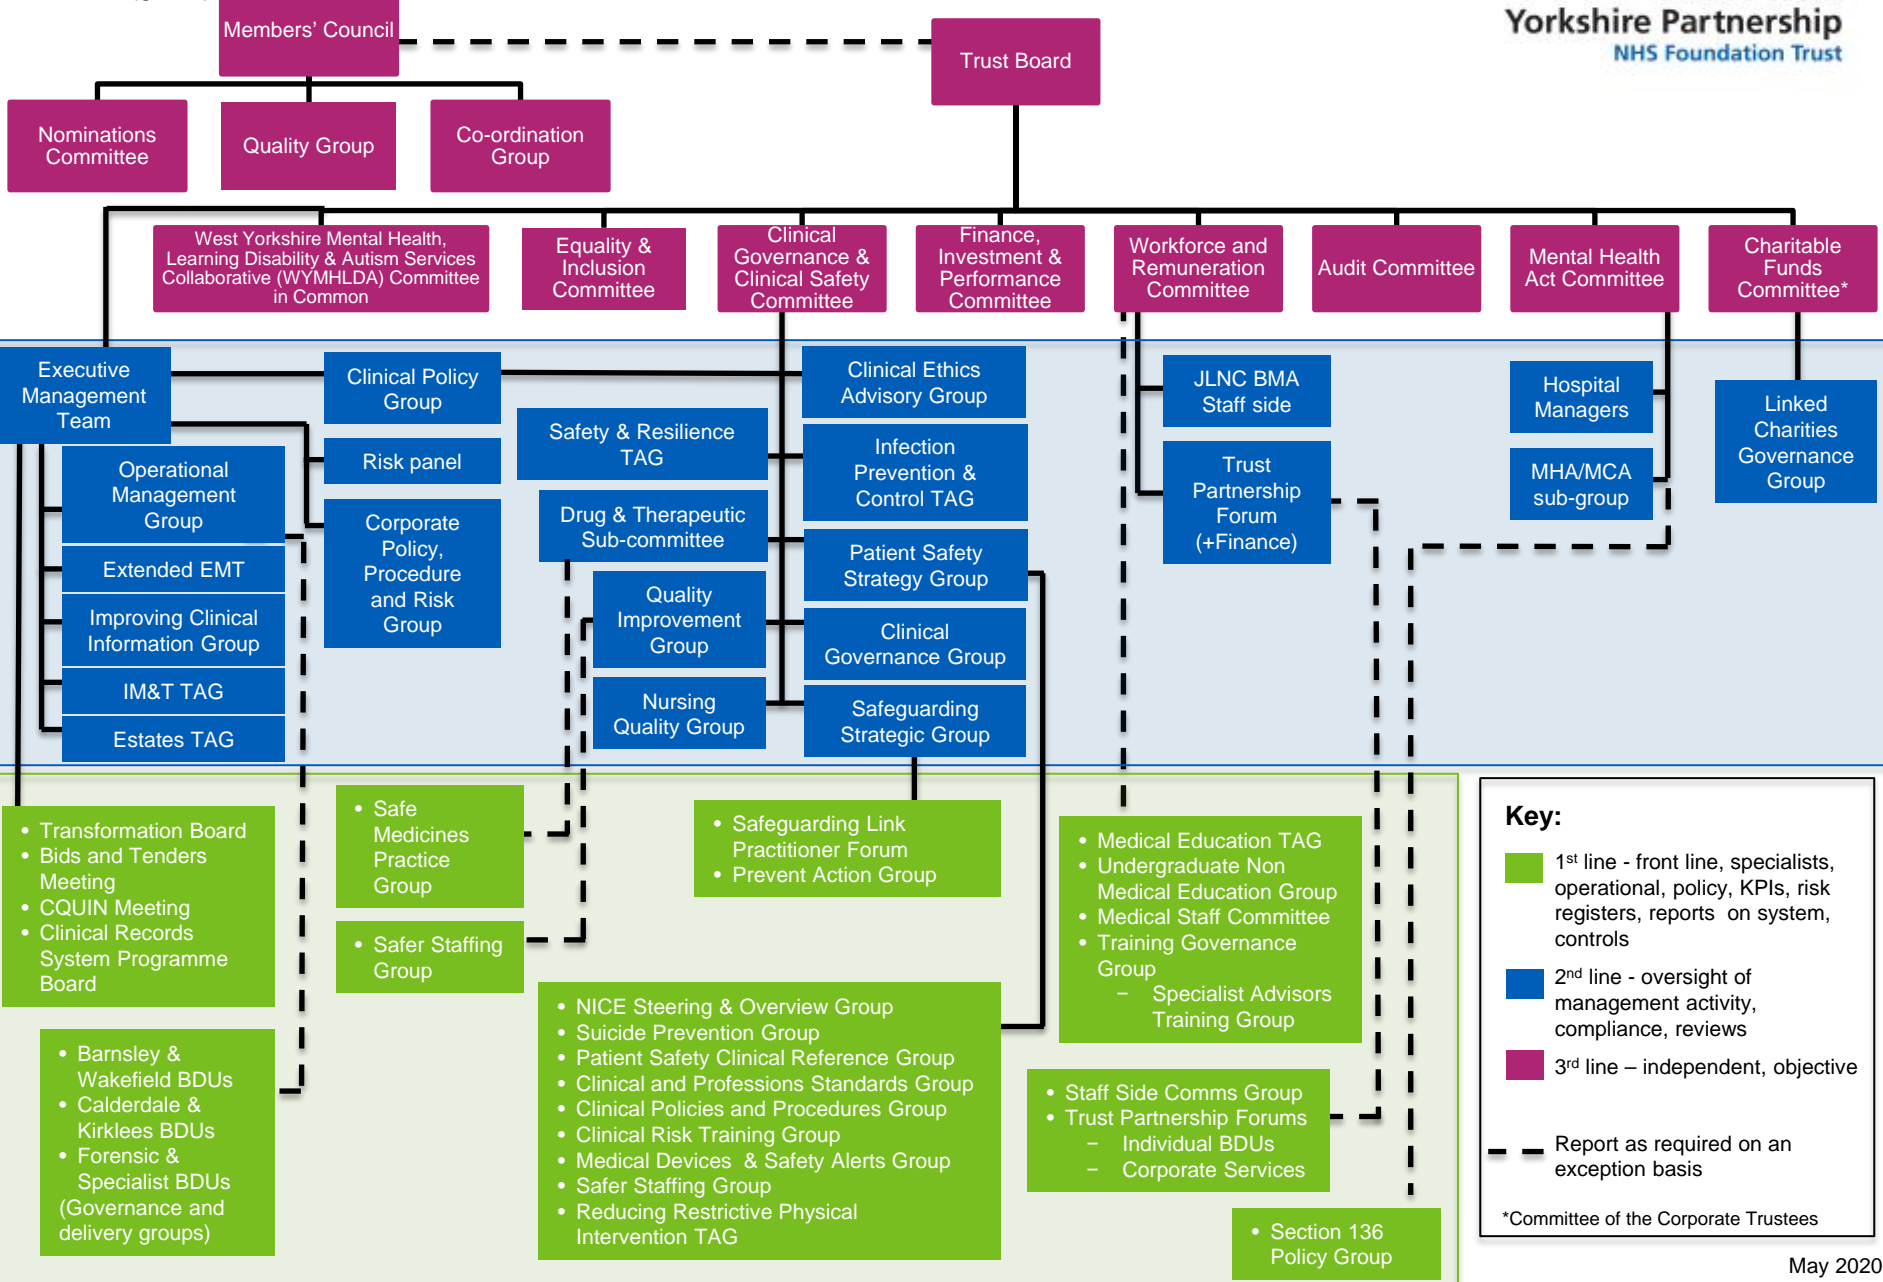 Yorkshire Partnership
NHS Foundation Trust
Members' Council
Trust Board
Nominations
Committee
Quality Group
Co-ordination
Group
West Yorkshire Mental Health,
Learning Disability & Autism Services
Collaborative (WYMHLDA) Committee
in Common
Equality &
Inclusion
Committee
Clinical
Governance &
Clinical Safety
Committee
Finance,
Investment &
Performance
Committee
Workforce and
Remuneration
Committee
Audit Committee
Mental Health
Act Committee
Charitable
Funds
Committee*
Executive
Management
Team
Clinical Policy
Group
Clinical Ethics
Advisory Group
JLNC BMA
Staff side
Hospital
Managers
Linked
Charities
Governance
Group
Safety & Resilience
TAG
Infection
Prevention &
Control TAG
Risk panel
Operational
Management
Group
Trust
Partnership
Forum
(+Finance)
MHA/MCA
sub-group
Corporate
Policy,
Procedure
and Risk
Group
Drug & Therapeutic
Sub-committee
Patient Safety
Strategy Group
Extended EMT
Improving Clinical
Information Group
Quality
Improvement
Group
Clinical
Governance Group
IM&T TAG
Nursing
Quality Group
Safeguarding
Strategic Group
Estates TAG
• Transformation Board
• Bids and Tenders
Meeting
• CQUIN Meeting
• Clinical Records
System Programme
Board
• Safe
Medicines
Practice
Group
• Safer Staffing
Group
• Safeguarding Link
Practitioner Forum
• Prevent Action Group
• Medical Education TAG
• Undergraduate Non
Medical Education Group
• Medical Staff Committee
• Training Governance
Group
− Specialist Advisors
Training Group
• Barnsley &
Wakefield BDUs
• Calderdale &
Kirklees BDUs
• Forensic &
Specialist BDUs
(Governance and
delivery groups)
• NICE Steering & Overview Group
• Suicide Prevention Group
• Patient Safety Clinical Reference Group
• Clinical and Professions Standards Group
• Clinical Policies and Procedures Group
• Clinical Risk Training Group
• Medical Devices & Safety Alerts Group
• Safer Staffing Group
• Reducing Restrictive Physical
Intervention TAG
• Staff Side Comms Group
• Trust Partnership Forums
− Individual BDUs
− Corporate Services
• Section 136
Policy Group
Key:
1st line - front line, specialists,
operational, policy, KPIs, risk
registers, reports on system,
controls
2nd line - oversight of
management activity,
compliance, reviews
3rd line – independent, objective
Report as required on an
exception basis
*Committee of the Corporate Trustees
May 2020